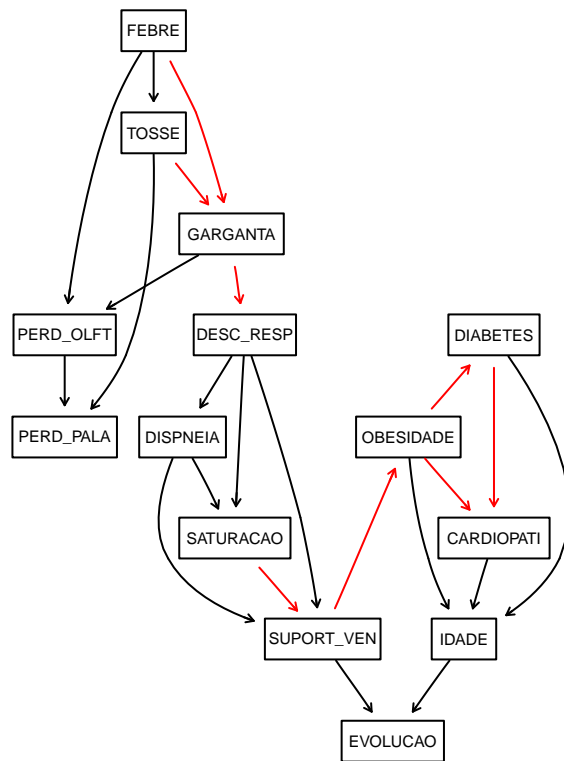 FEBRE
TOSSE
GARGANTA
PERD_OLFT
DESC_RESP
DIABETES
PERD_PALA
DISPNEIA
OBESIDADE
SATURACAO
CARDIOPATI
SUPORT_VEN
IDADE
EVOLUCAO